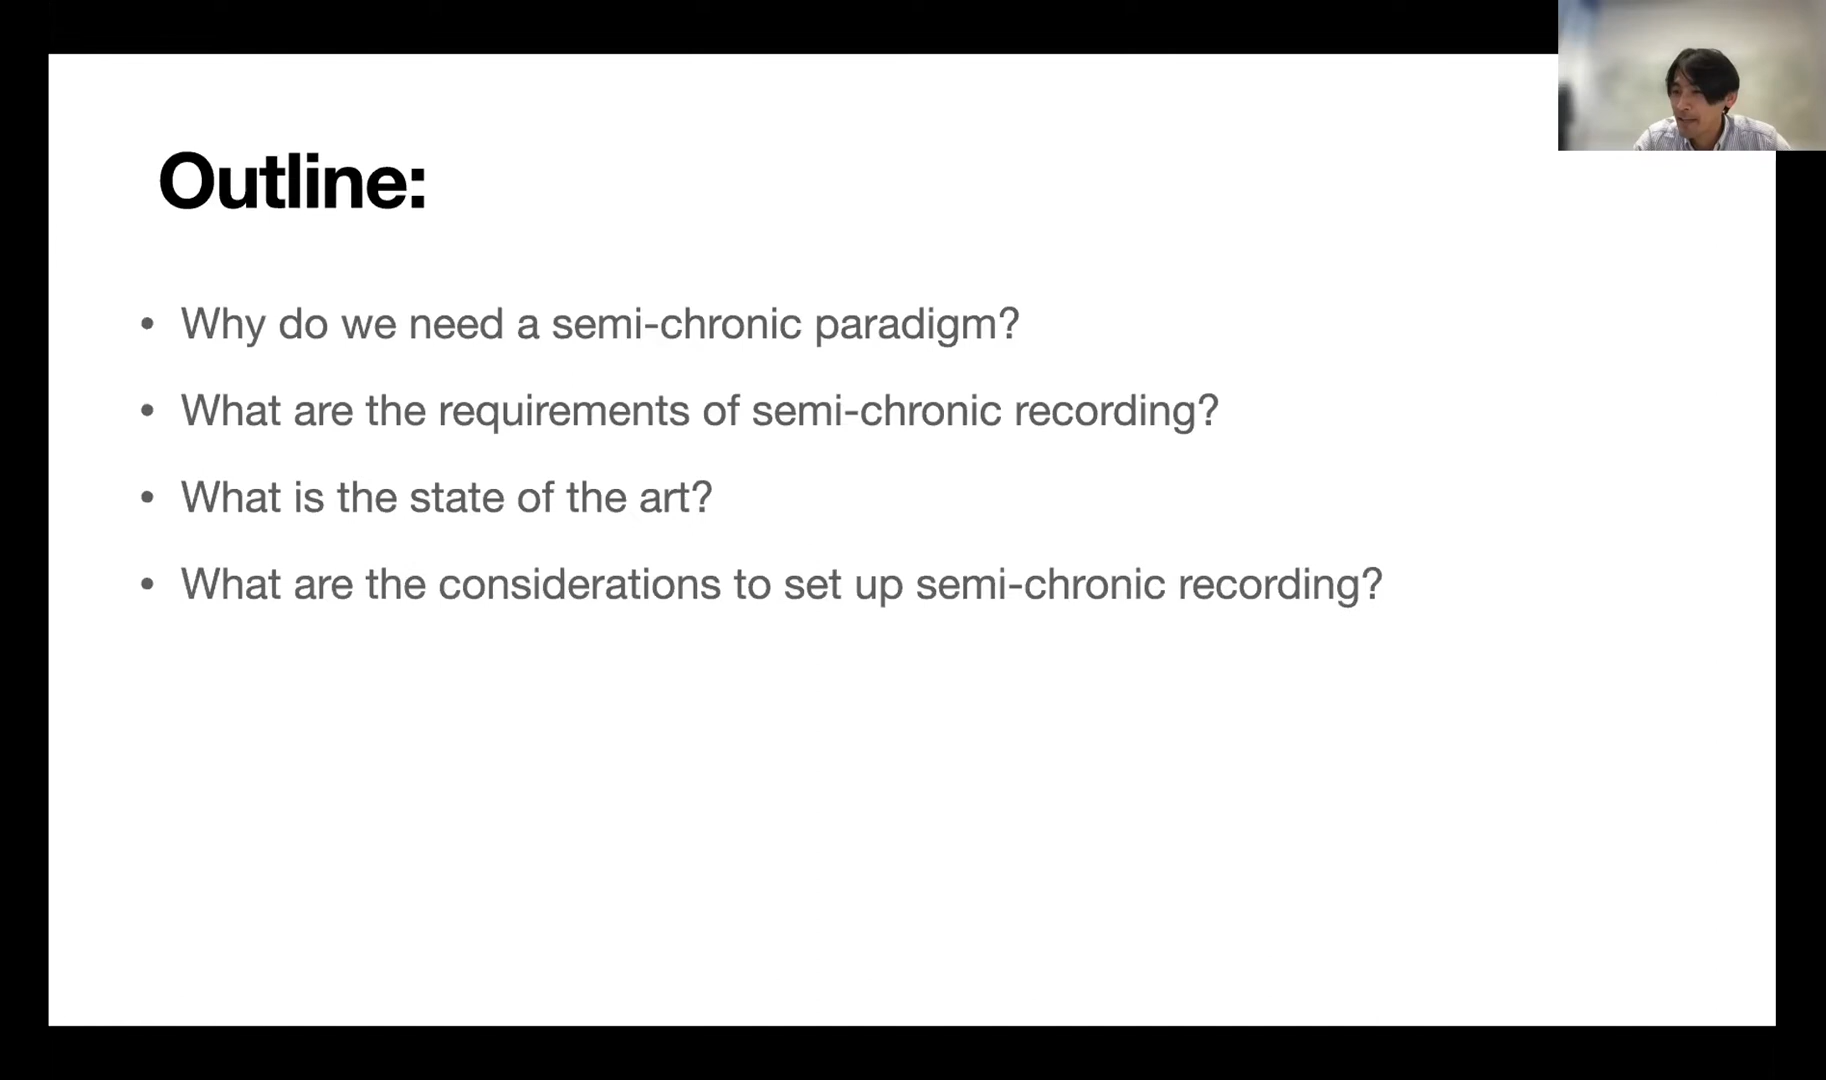 Outline:
• Why do we need a semi-chronic paradigm?
• What are the requirements of semi-chronic recording?
• What is the state of the art?
• What are the considerations to set up semi-chronic recording?